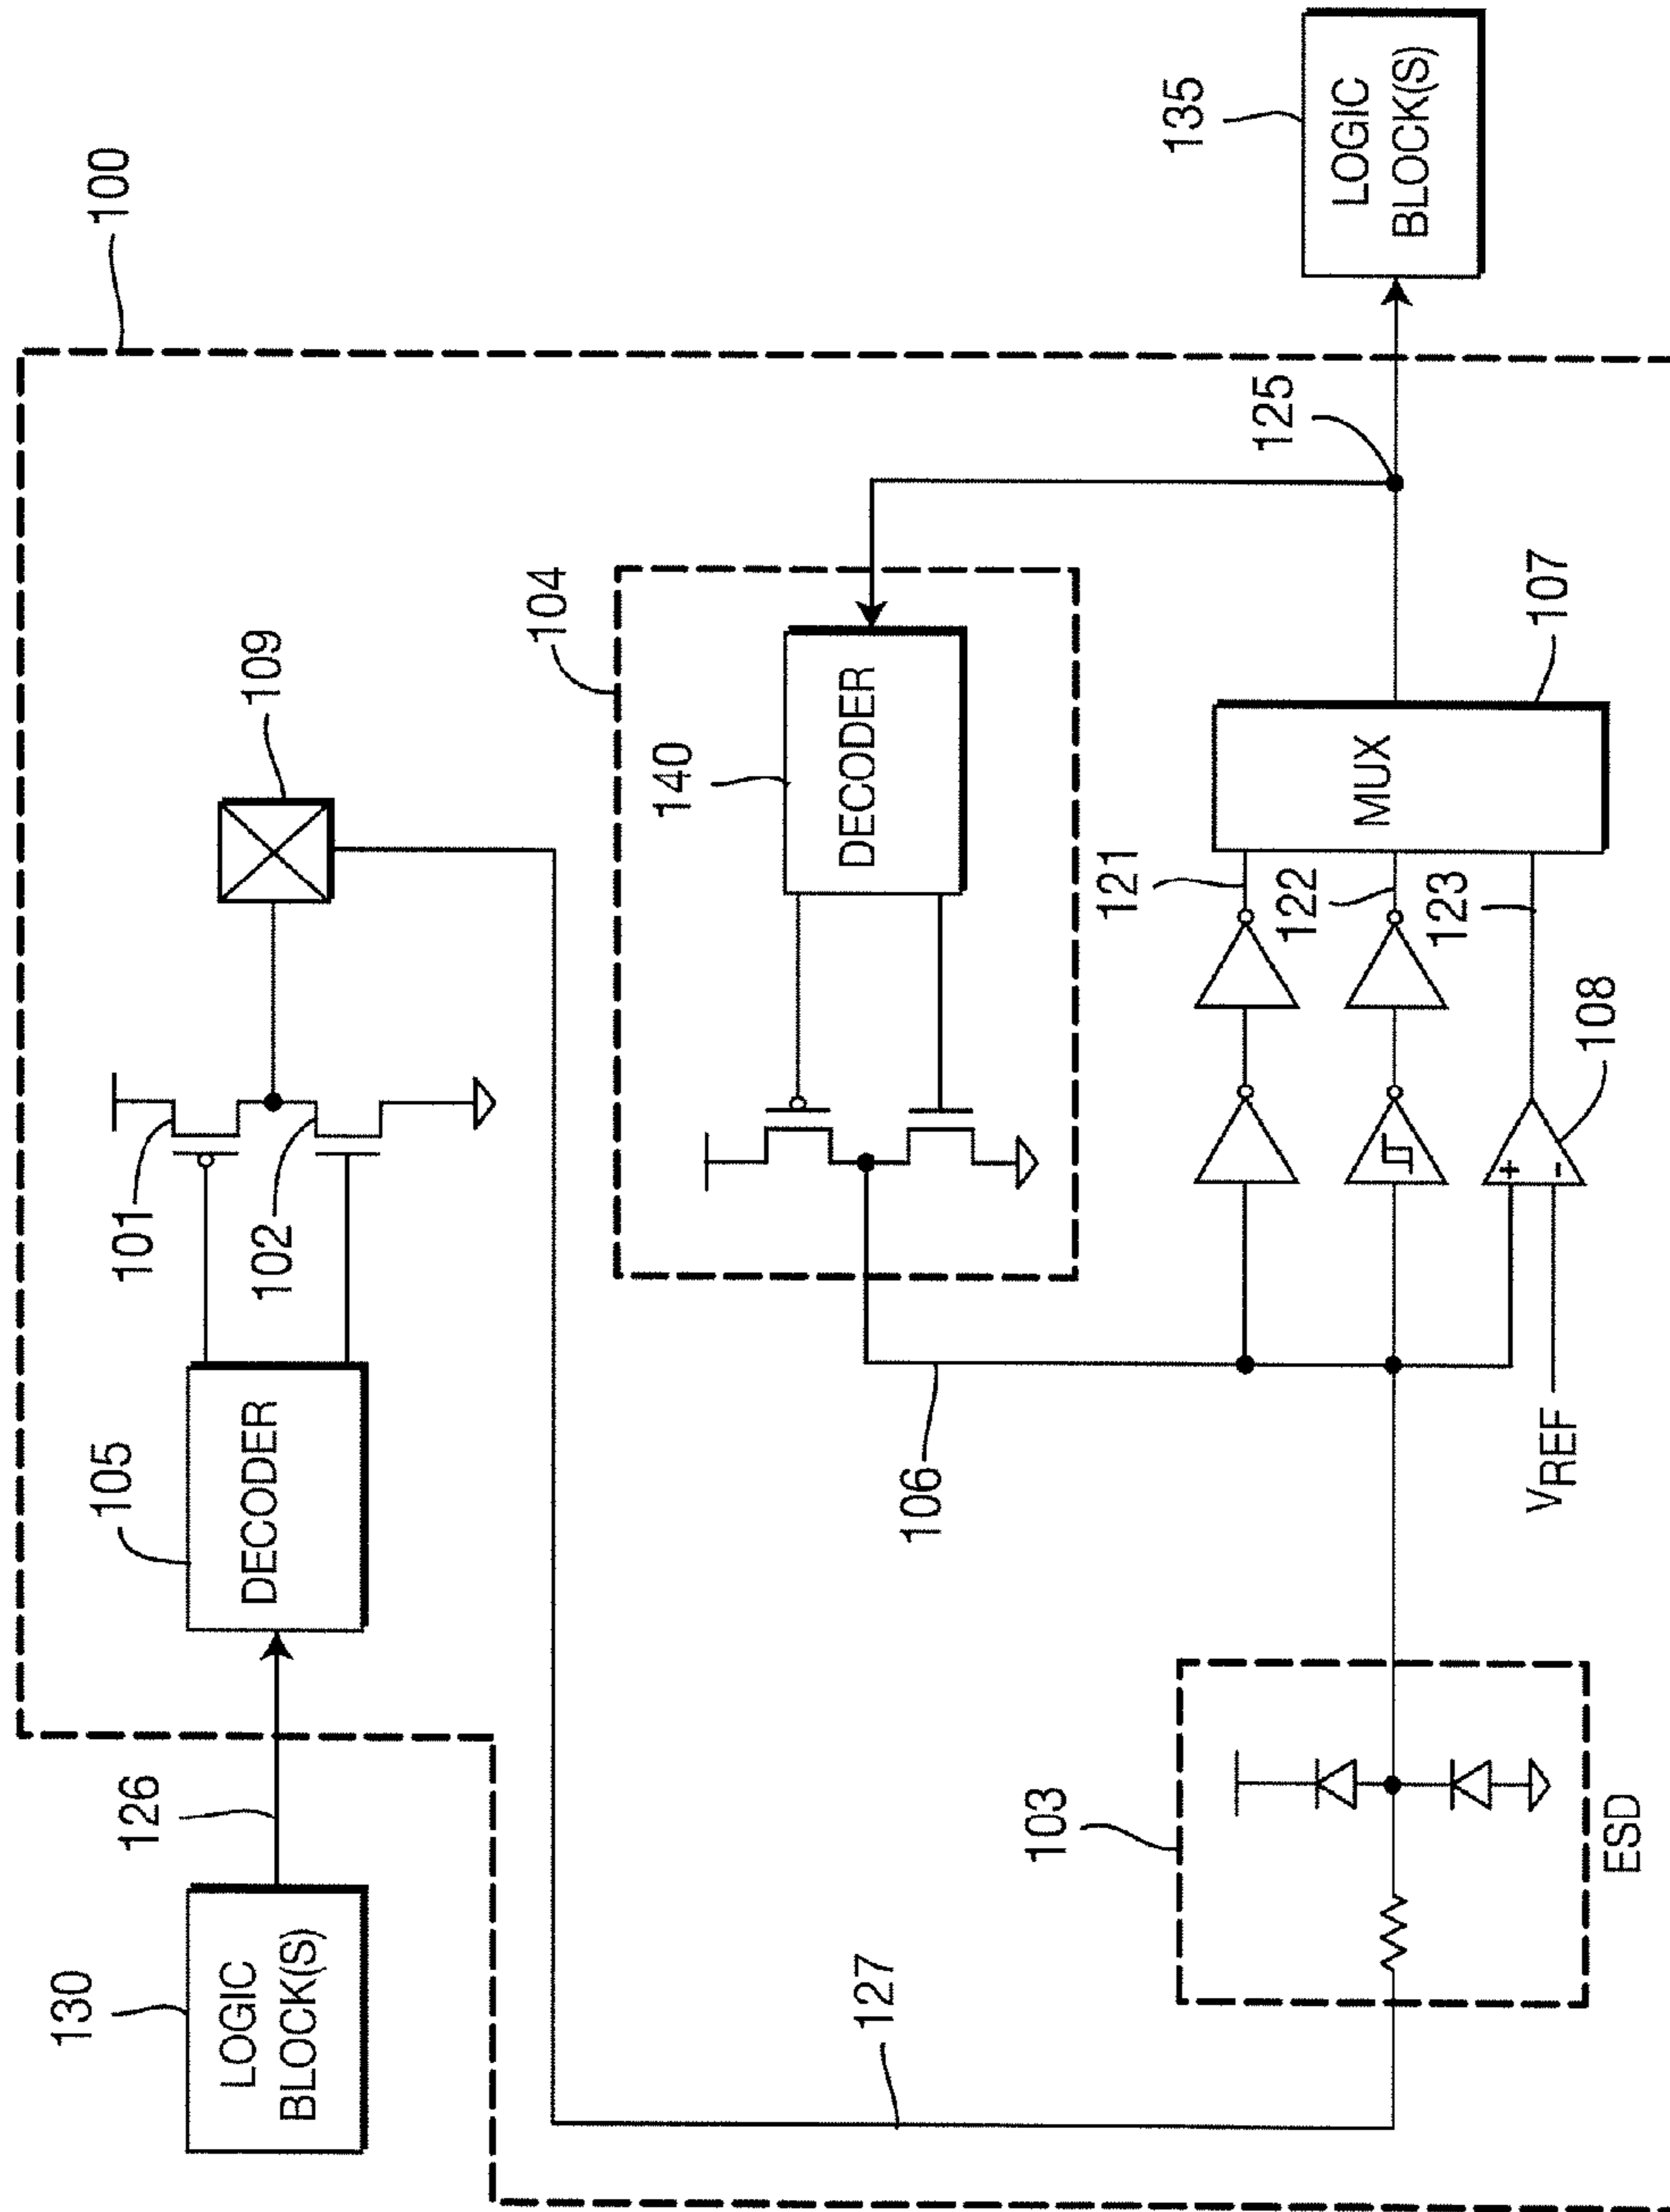 100
130
LOGIC
BLOCK(S)
126
105
DECODER
101
102
109
127
104
140
DECODER
106
125
135
LOGIC
BLOCK(S)
103
ESD
121
122
123
+
-
VREF
108
MUX
107